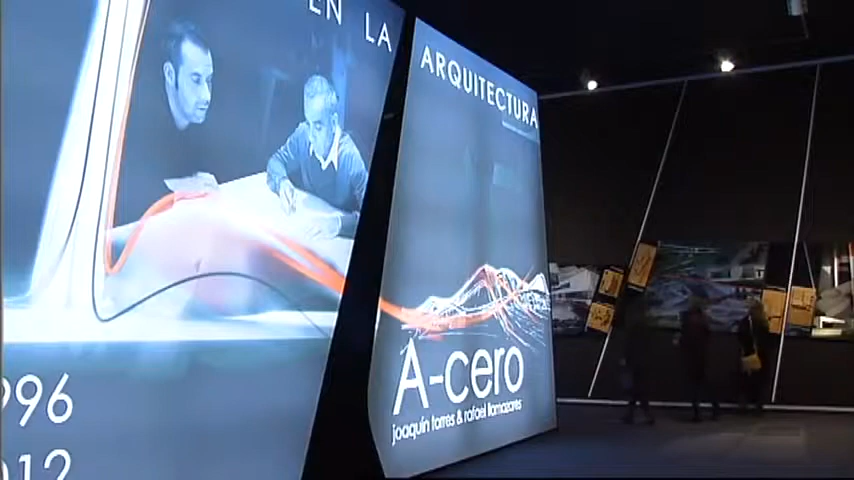 EN LA
ARQUITECTURA
A-cero
joaquín torres & rafael llamazares
996
012